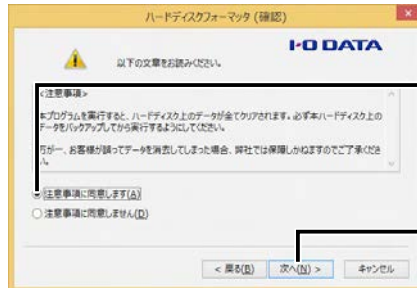 ハードディスクフォーマッタ (確認)
I-O DATA
以下の文章をお読みください。
<注意事項>
本プログラムを実行すると、ハードディスク上のデータが全てクリアされます。必ず本ハードディスク上の
データをバックアップしてから実行するようにしてください。
万が一、お客様が誤ってデータを消去してしまった場合、弊社では保障しかねますのでご了承くださ
い。
注意事項に同意します(A)
注意事項に同意しません(D)
< 戻る(B)
次へ(N) >
キャンセル